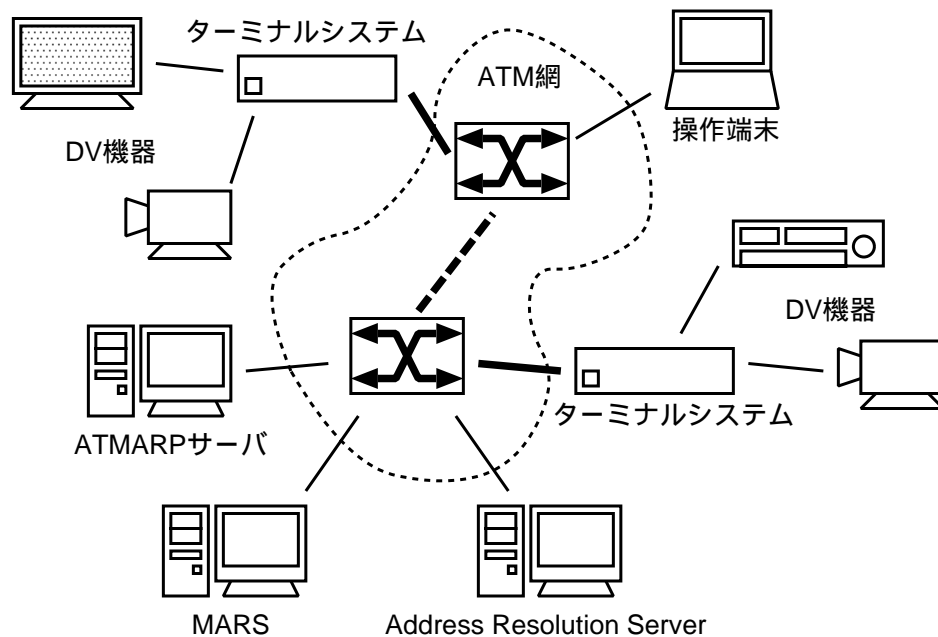 ターミナルシステム
ATM網
操作端末
DV機器
DV機器
ターミナルシステム
ATMARPサーバ
MARS
Address Resolution Server